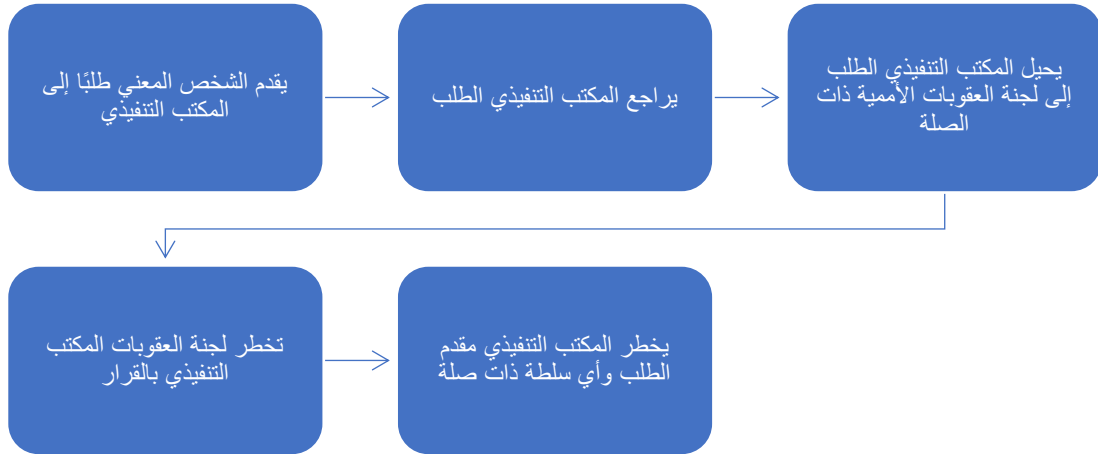 يقدم الشخص المعني طلبًا إلى
المكتب التنفيذي
يراجع المكتب التنفيذي الطلب
يحيل المكتب التنفيذي الطلب
إلى لجنة العقوبات الأممية ذات
الصلة
تخطر لجنة العقوبات المكتب
التنفيذي بالقرار
يخطر المكتب التنفيذي مقدم
الطلب وأي سلطة ذات صلة